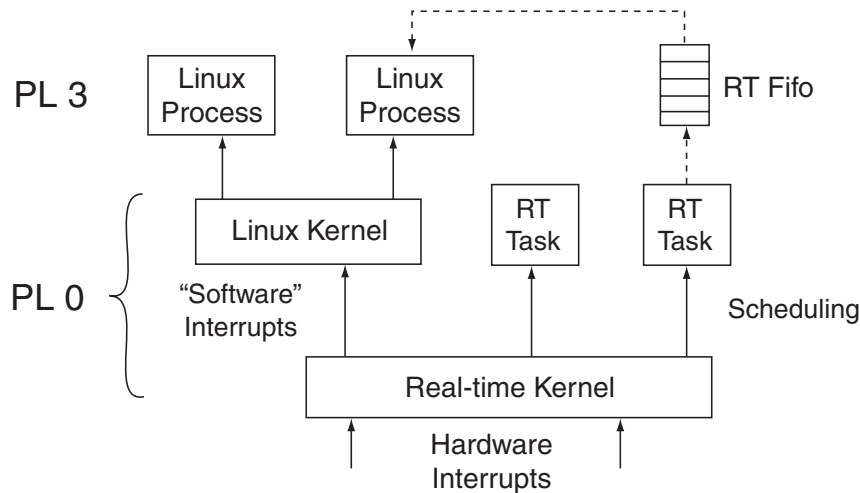 PL 3
Linux
Process
Linux
Process
RT Fifo
Linux Kernel
RT
Task
RT
Task
PL 0
“Software”
Interrupts
Scheduling
Real-time Kernel
Hardware
Interrupts